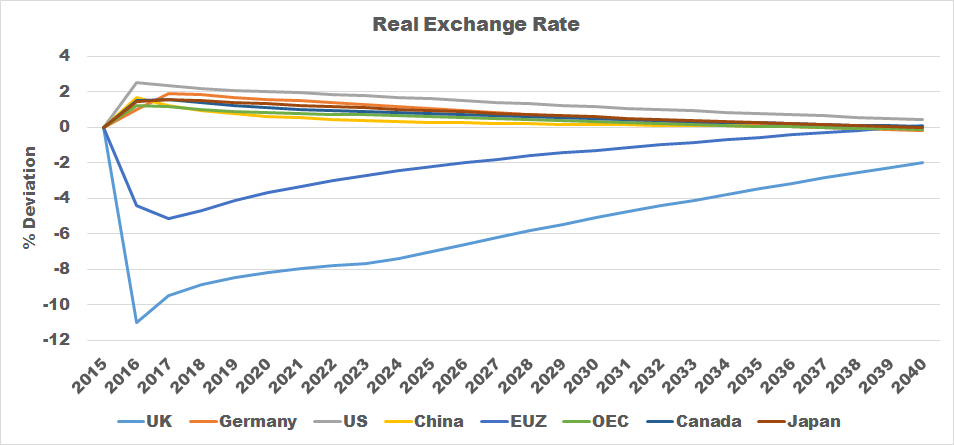 Real Exchange Rate
4
2
0
-2
-4
-6
-8
-10
-12
% Deviation
2015 2016 2017 2018 2019 2020 2021 2022 2023 2024 2025 2026 2027 2028 2029 2030 2031 2032 2033 2034 2035 2036 2037 2038 2039 2040
UK Germany US China EUZ OEC Canada Japan